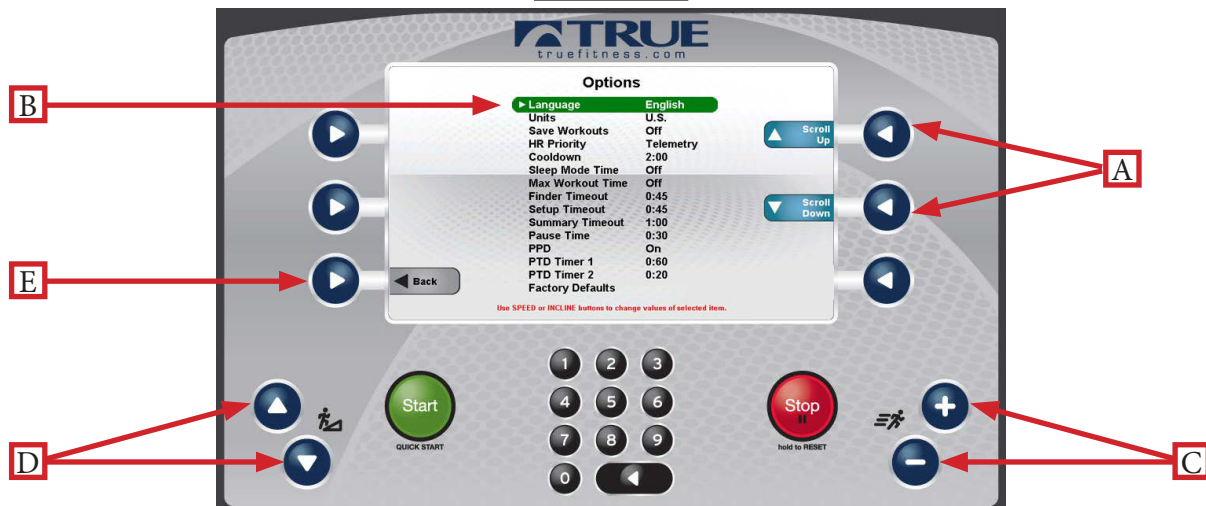 TRUE
truefitness.com
Options
B
Language English
Units U.S.
Save Workouts Off
HR Priority Telemetry
Cooldown 2:00
Sleep Mode Time Off
Max Workout Time Off
Finder Timeout 0:45
Setup Timeout 0:45
Summary Timeout 1:00
Pause Time 0:30
PPD On
PTD Timer 1 0:60
PTD Timer 2 0:20
Factory Defaults
Scroll
Up
A
Scroll
Down
E
Back
Use SPEED or INCLINE buttons to change values of selected item.
1 2 3
4 5 6
7 8 9
0
Start
QUICK START
Stop
hold to RESET
D
C